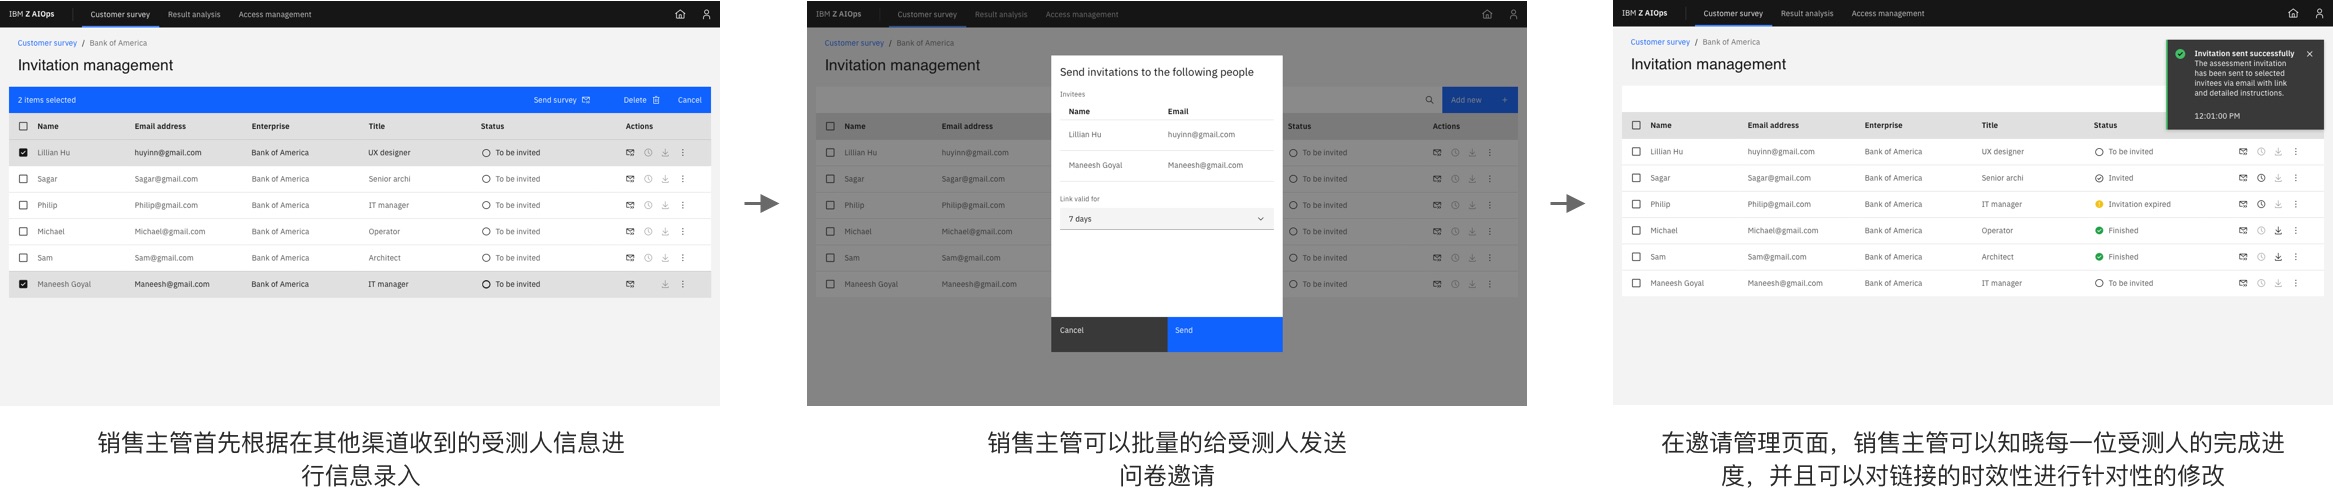 IBM Z AIOps Customer survey Result analysis Access management
Customer survey / Bank of America
Invitation management
2 items selected Send survey Delete Cancel
Name Email address Enterprise Title Status Actions
Lillian Hu huyinn@gmail.com Bank of America UX designer To be invited
Sagar Sagar@gmail.com Bank of America Senior archi To be invited
Philip Philip@gmail.com Bank of America IT manager To be invited
Michael Michael@gmail.com Bank of America Operator To be invited
Sam Sam@gmail.com Bank of America Architect To be invited
Maneesh Goyal Maneesh@gmail.com Bank of America IT manager To be invited
销售主管首先根据在其他渠道收到的受测人信息进
行信息录入
IBM Z AIOps Customer survey Result analysis Access management
Customer survey / Bank of America
Invitation management
Add new +
Name Email address Status Actions
Lillian Hu huyinn@gmail.com To be invited
Sagar Sagar@gmail.com To be invited
Philip Philip@gmail.com To be invited
Michael Michael@gmail.com To be invited
Sam Sam@gmail.com To be invited
Maneesh Goyal Maneesh@gmail.com To be invited
Send invitations to the following people
Invitees
Name Email
Lillian Hu huyinn@gmail.com
Maneesh Goyal Maneesh@gmail.com
Link valid for
7 days
Cancel Send
销售主管可以批量的给受测人发送
问卷邀请
IBM Z AIOps Customer survey Result analysis Access management
Customer survey / Bank of America
Invitation management
Invitation sent successfully
The assessment invitation
has been sent to selected
invitees via email with link
and detailed instructions.
12:01:00 PM
Name Email address Enterprise Title Status
Lillian Hu huyinn@gmail.com Bank of America UX designer To be invited
Sagar Sagar@gmail.com Bank of America Senior archi Invited
Philip Philip@gmail.com Bank of America IT manager Invitation expired
Michael Michael@gmail.com Bank of America Operator Finished
Sam Sam@gmail.com Bank of America Architect Finished
Maneesh Goyal Maneesh@gmail.com Bank of America IT manager To be invited
在邀请管理页面，销售主管可以知晓每一位受测人的完成进
度，并且可以对链接的时效性进行针对性的修改